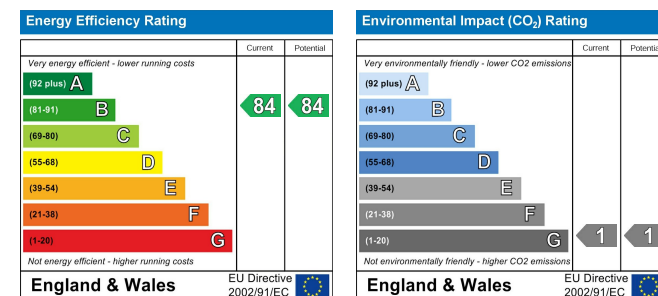 Energy Efficiency Rating
Current Potential
Very energy efficient - lower running costs
(92 plus) A
(81-91) B
84 84
(69-80) C
(55-68) D
(39-54) E
(21-38) F
(1-20) G
Not energy efficient - higher running costs
England & Wales
EU Directive
2002/91/EC
Environmental Impact (CO2) Rating
Current Potentia
Very environmentally friendly - lower CO2 emissions
(92 plus) A
(81-91) B
(69-80) C
(55-68) D
(39-54) E
(21-38) F
(1-20) G
1 1
Not environmentally friendly - higher CO2 emissions
England & Wales
EU Directive
2002/91/EC